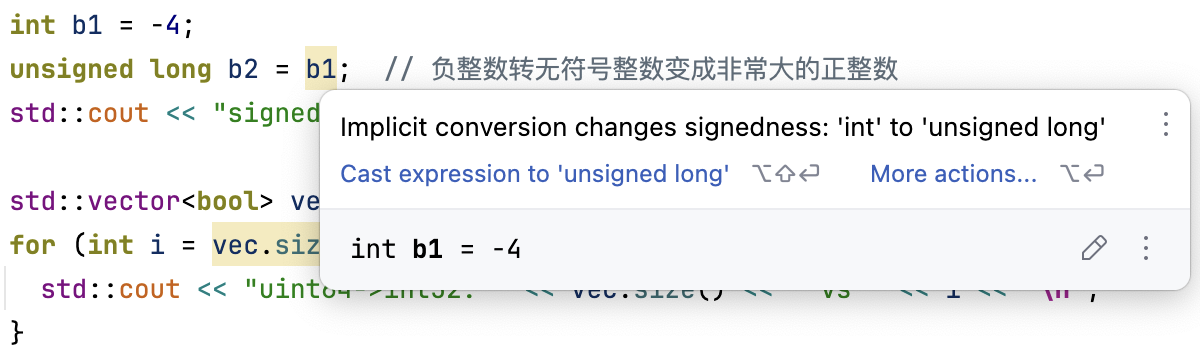 int b1 = -4;
unsigned long b2 = b1;  // 负整数转无符号整数变成非常大的正整数
std::cout << "signed
Implicit conversion changes signedness: 'int' to 'unsigned long'
Cast expression to 'unsigned long' ⌥⇧⏎ More actions... ⌥⏎
std::vector<bool> ve
for (int i = vec.siz
int b1 = -4
std::cout << "uint64->int32: " << vec.size() << " vs " << i << "\n";
}